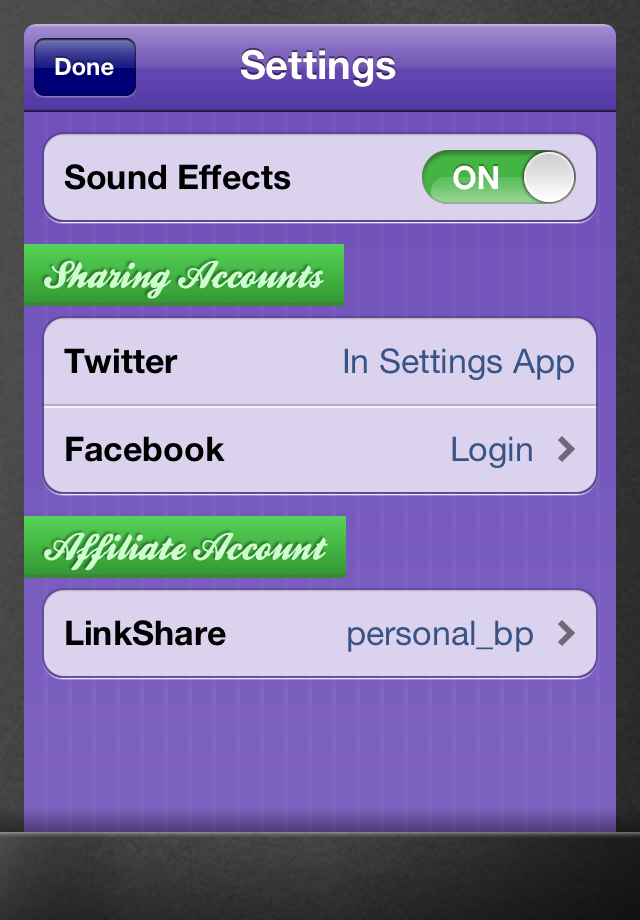 Done
Settings
Sound Effects
ON
Sharing Accounts
Twitter
In Settings App
Facebook
Login
Affiliate Account
LinkShare
personal_bp